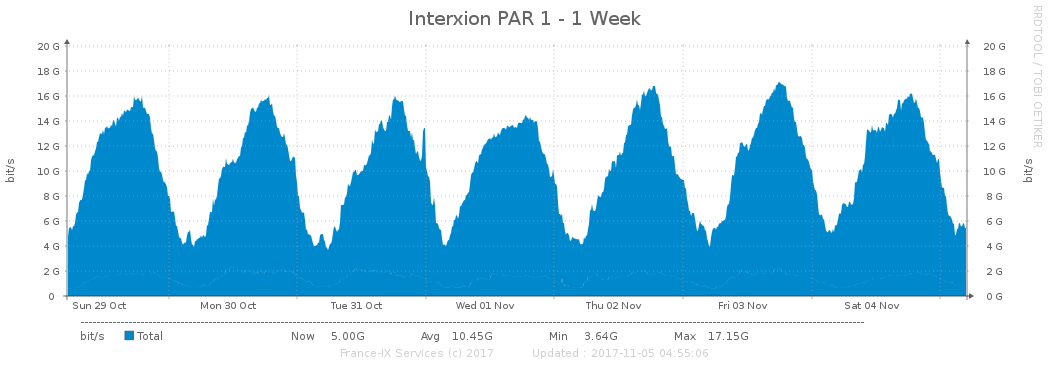 Interxion PAR 1 - 1 Week
RRDTOOL / TOBI OETIKER
20 G 20 G
18 G 18 G
16 G 16 G
14 G 14 G
12 G 12 G
10 G 10 G
8 G 8 G
6 G 6 G
4 G 4 G
2 G 2 G
0 0 G
bit/s
bit/s
Sun 29 Oct Mon 30 Oct Tue 31 Oct Wed 01 Nov Thu 02 Nov Fri 03 Nov Sat 04 Nov
bit/s Total Now 5.00G Avg 10.45G Min 3.64G Max 17.15G
France-IX Services (c) 2017 Updated : 2017-11-05 04:55:06